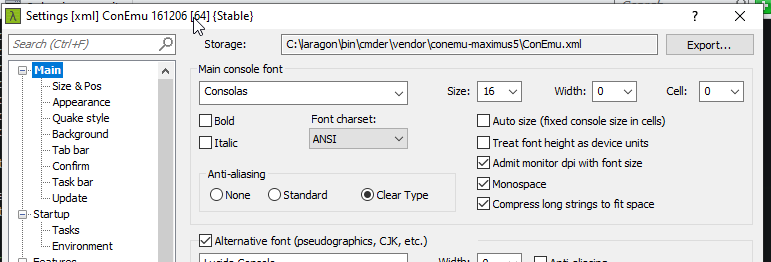 Settings [xml] ConEmu 161206 [64] {Stable}
Search (Ctrl+F)
Storage: C:\laragon\bin\cmder\vendor\conemu-maximus5\ConEmu.xml Export...
Main
Size & Pos
Appearance
Quake style
Background
Tab bar
Confirm
Task bar
Update
Startup
Tasks
Environment
Features
Main console font
Consolas Size: 16 Width: 0 Cell: 0
Bold
Italic
Font charset:
ANSI
Auto size (fixed console size in cells)
Treat font height as device units
Admit monitor dpi with font size
Monospace
Compress long strings to fit space
Anti-aliasing
None Standard Clear Type
Alternative font (pseudographics, CJK, etc.)
Lucida Console Width: 0 Anti-aliasing